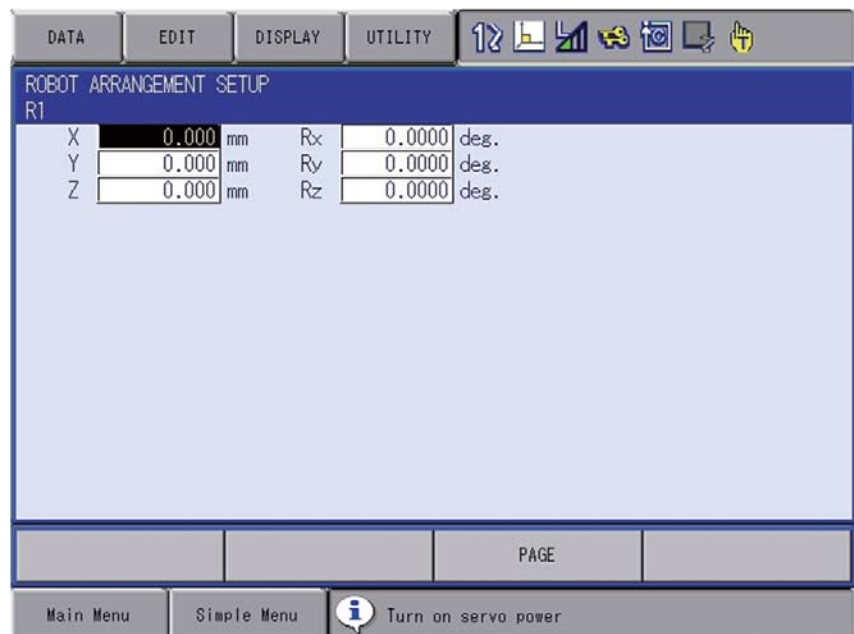 DATA EDIT DISPLAY UTILITY
ROBOT ARRANGEMENT SETUP
R1
X 0.000 mm Rx 0.0000 deg.
Y 0.000 mm Ry 0.0000 deg.
Z 0.000 mm Rz 0.0000 deg.
PAGE
Main Menu Simple Menu Turn on servo power